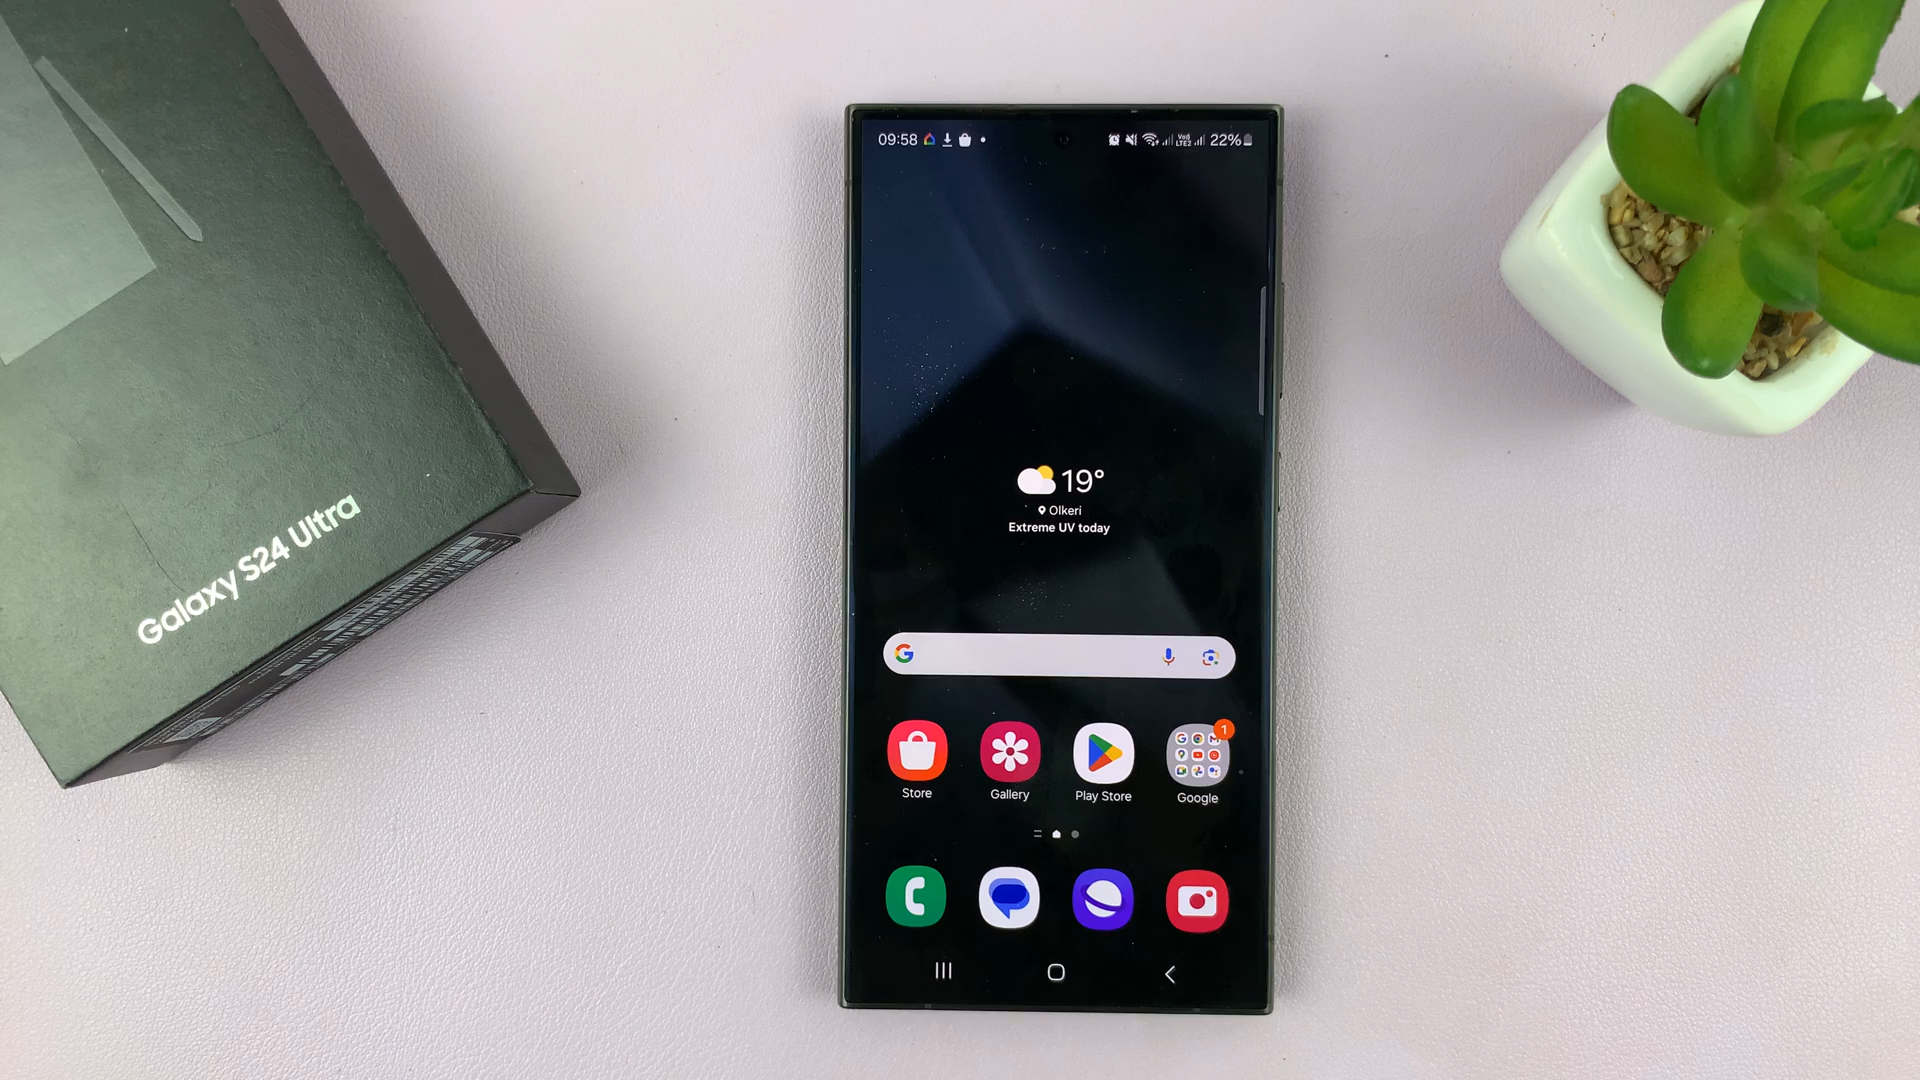 Galaxy S24 Ultra
09:58
22%
19°
Olkeri
Extreme UV today
1
Store
Gallery
Play Store
Google